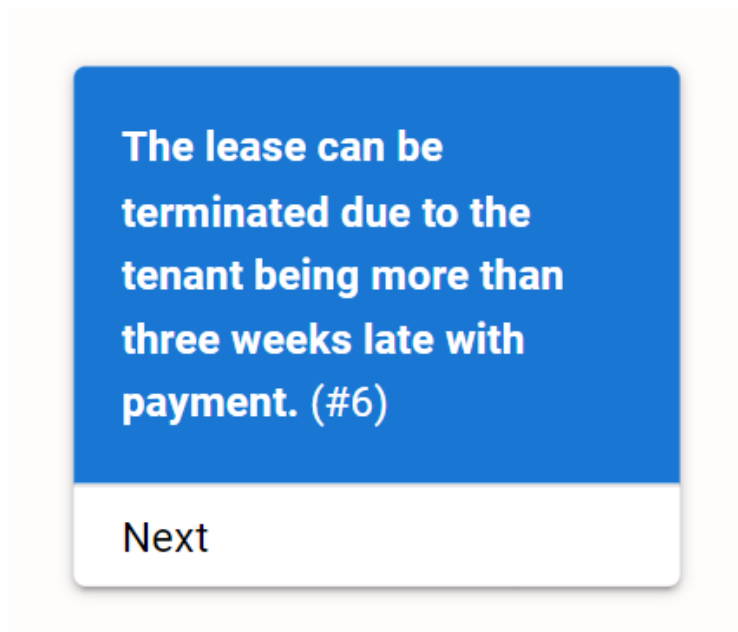 The lease can be
terminated due to the
tenant being more than
three weeks late with
payment. (#6)
Next